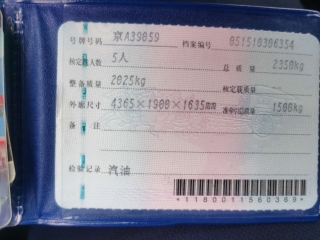 号牌号码 京A39059 档案编号 051510306354
核定载人数 5人 总质量 2350kg
整备质量 2025kg 核定载质量 --
外廓尺寸 4365×1900×1635mm 准牵引总质量 1500kg
备注
检验记录 汽油
*1180011560369*